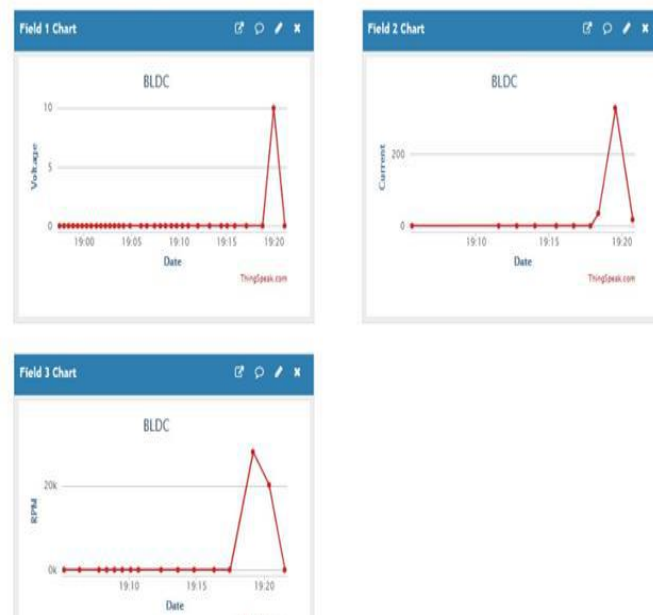 Field 1 Chart
BLDC
10
5
0
Voltage
19:00 19:05 19:10 19:15 19:20
Date
ThingSpeak.com
Field 2 Chart
BLDC
200
0
Current
19:10 19:15 19:20
Date
ThingSpeak.com
Field 3 Chart
BLDC
20k
0k
RPM
19:10 19:15 19:20
Date